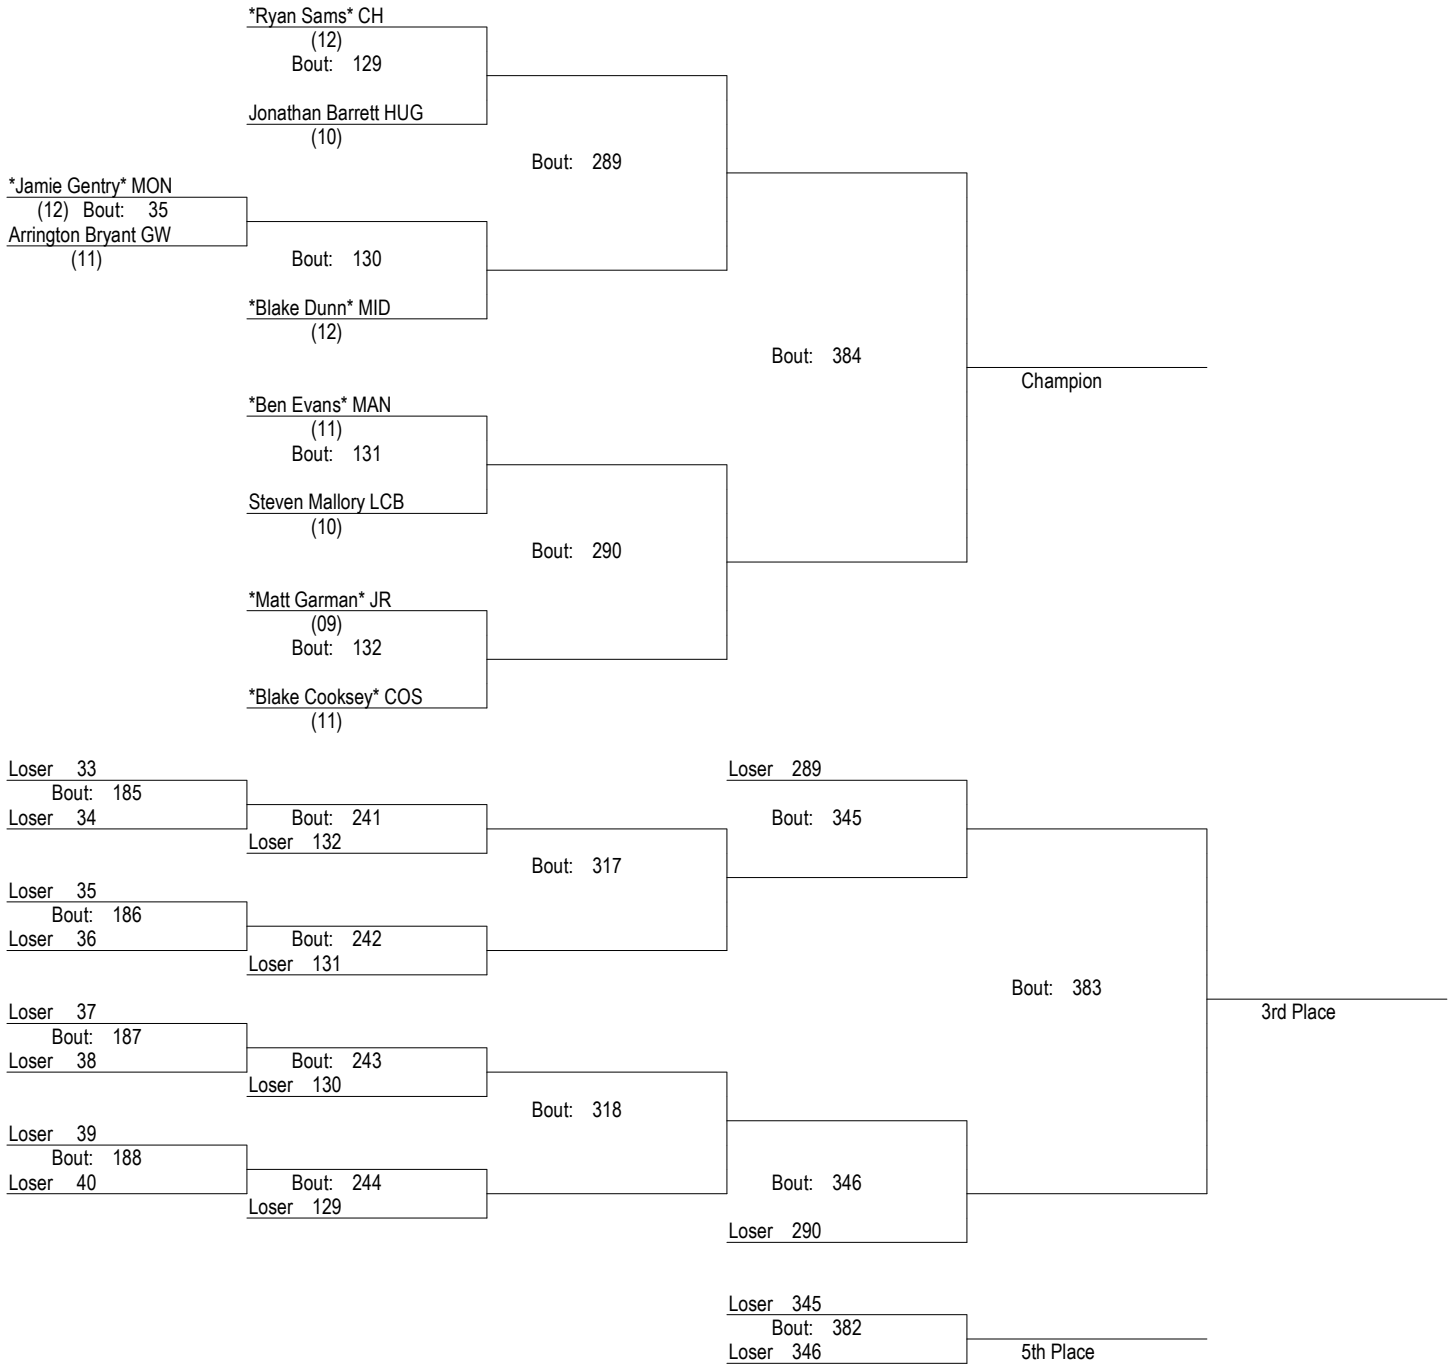 *Ryan Sams* CH
(12)
Bout: 129
Jonathan Barrett HUG
(10)
Bout: 289
*Jamie Gentry* MON
(12) Bout: 35
Arrington Bryant GW
(11)
Bout: 130
*Blake Dunn* MID
(12)
Bout: 384
Champion
*Ben Evans* MAN
(11)
Bout: 131
Steven Mallory LCB
(10)
Bout: 290
*Matt Garman* JR
(09)
Bout: 132
*Blake Cooksey* COS
(11)
Loser 33
Bout: 185
Loser 34
Bout: 241
Loser 132
Bout: 317
Loser 289
Bout: 345
Loser 35
Bout: 186
Loser 36
Bout: 242
Loser 131
Bout: 383
3rd Place
Loser 37
Bout: 187
Loser 38
Bout: 243
Loser 130
Bout: 318
Loser 39
Bout: 188
Loser 40
Bout: 244
Loser 129
Bout: 346
Loser 290
Loser 345
Bout: 382
Loser 346
5th Place